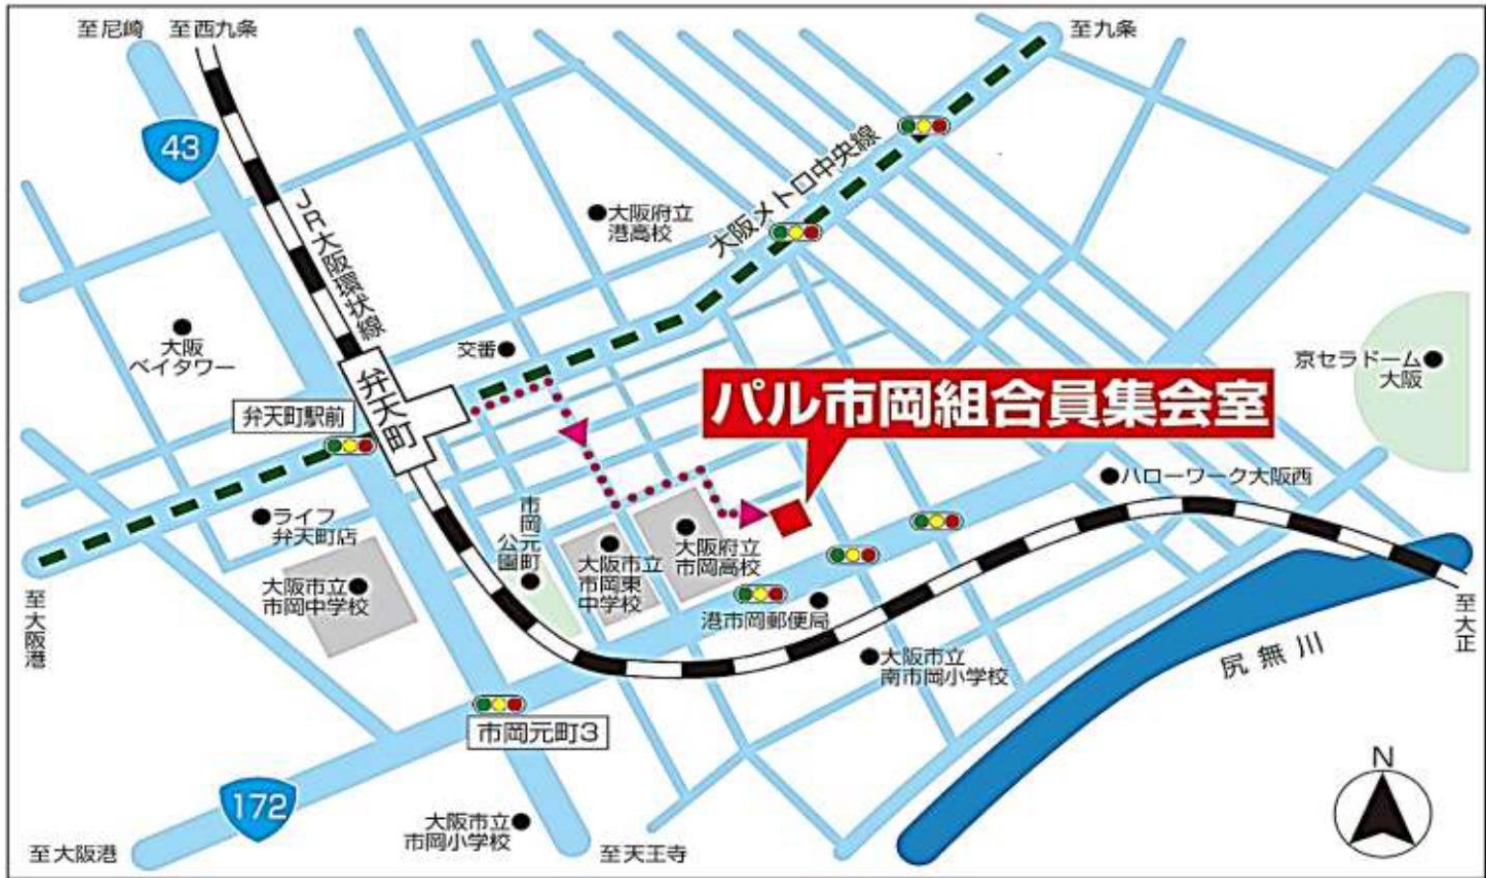 至尼崎
至西九条
至九条
43
JR大阪環状線
大阪メトロ中央線
大阪府立
港高校
大阪
ベイタワー
交番
弁天町
弁天町駅前
パル市岡組合員集会室
京セラドーム
大阪
ハローワーク大阪西
ライフ
弁天町店
市岡元町
公園
大阪市立
市岡東
中学校
大阪府立
市岡高校
大阪市立
市岡中学校
港市岡郵便局
至大阪港
至大正
大阪市立
南市岡小学校
尻無川
市岡元町3
172
大阪市立
市岡小学校
至大阪港
至天王寺
N